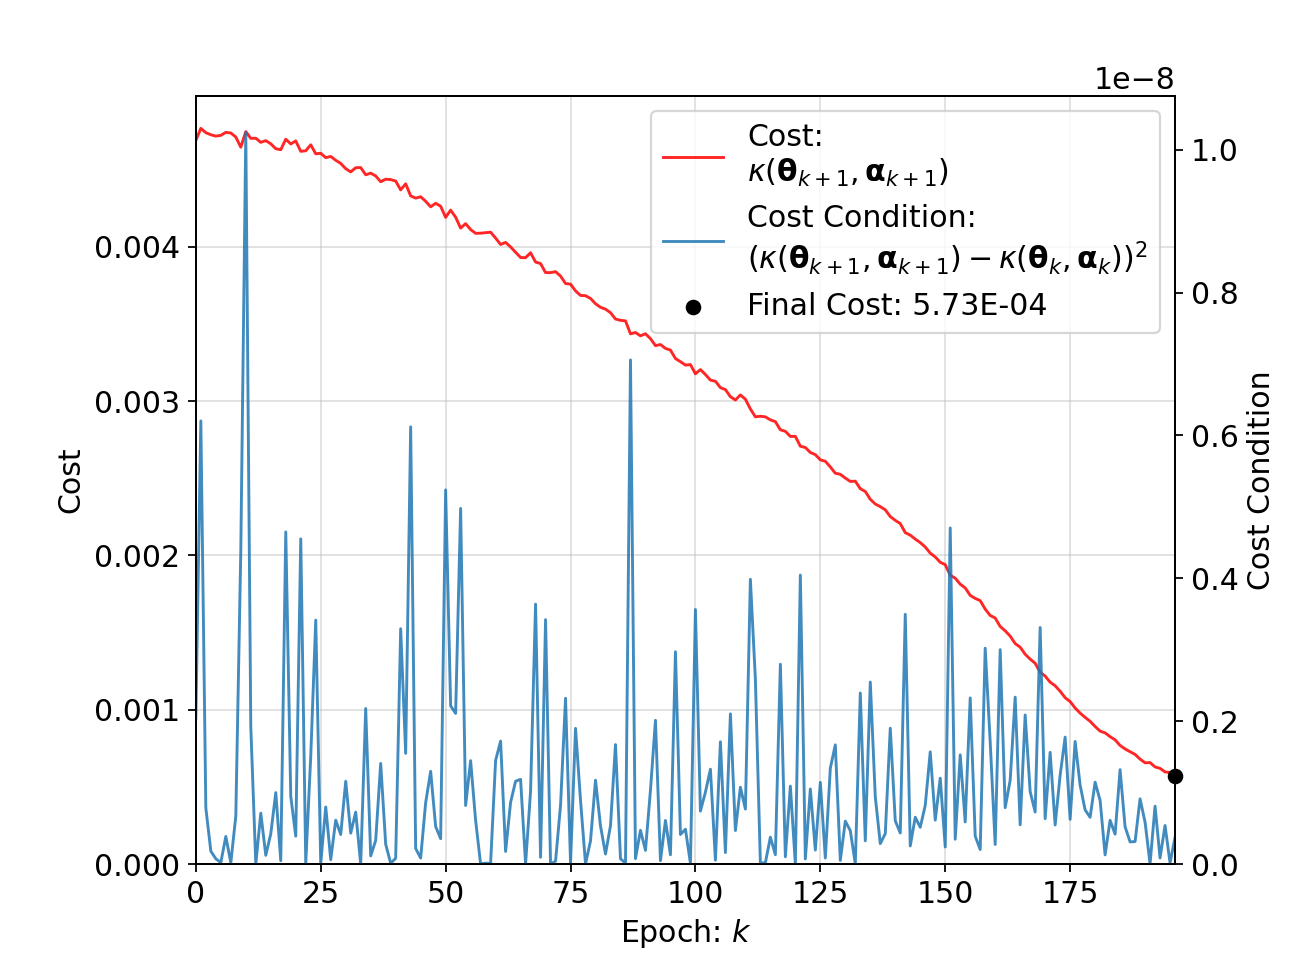 1e−8
Cost:
κ(θ_{k+1}, α_{k+1})
Cost Condition:
(κ(θ_{k+1}, α_{k+1}) − κ(θ_k, α_k))²
Final Cost: 5.73E-04
0.004
0.003
0.002
0.001
0.000
Cost
1.0
0.8
0.6
0.4
0.2
0.0
Cost Condition
0 25 50 75 100 125 150 175
Epoch: k